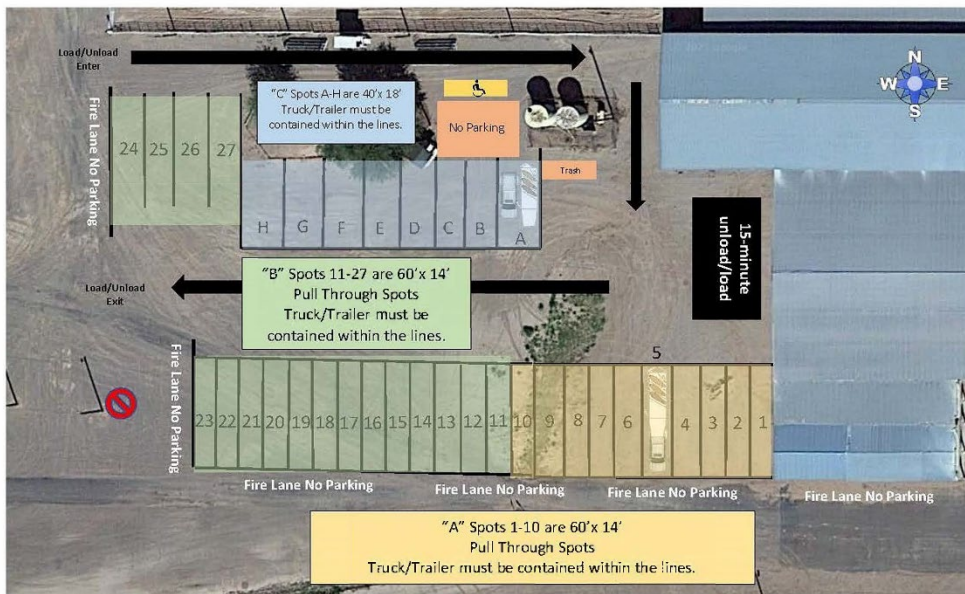 N
W E
S
Load/Unload
Enter
"C" Spots A-H are 40'x 18'
Truck/Trailer must be
contained within the lines.
No Parking
Trash
Fire Lane No Parking
24 25 26 27
H G F E D C B A
15-minute
unload/load
Load/Unload
Exit
"B" Spots 11-27 are 60'x 14'
Pull Through Spots
Truck/Trailer must be
contained within the lines.
5
Fire Lane No Parking
23 22 21 20 19 18 17 16 15 14 13 12 11 10 9 8 7 6 4 3 2 1
Fire Lane No Parking Fire Lane No Parking Fire Lane No Parking Fire Lane No Parking
"A" Spots 1-10 are 60'x 14'
Pull Through Spots
Truck/Trailer must be contained within the lines.